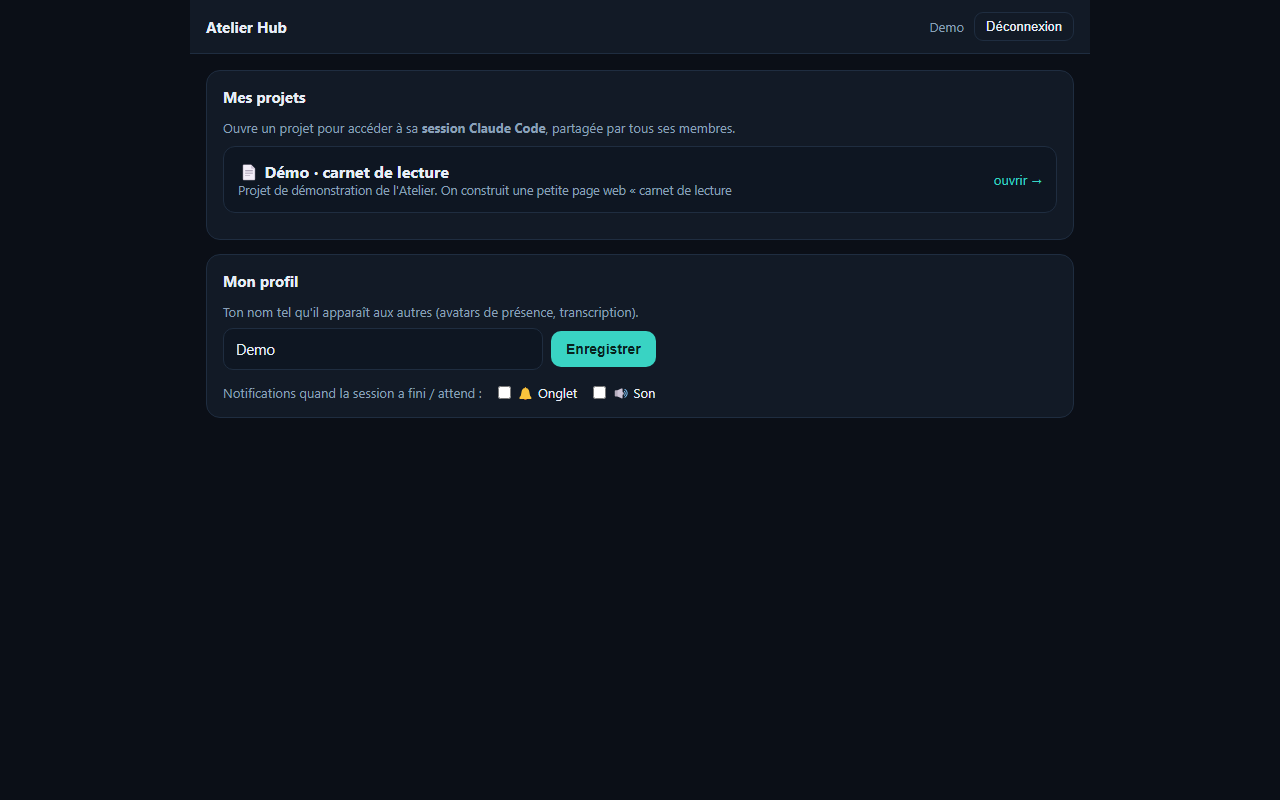 Atelier Hub
Demo
Déconnexion
Mes projets
Ouvre un projet pour accéder à sa session Claude Code, partagée par tous ses membres.
Démo · carnet de lecture
Projet de démonstration de l'Atelier. On construit une petite page web « carnet de lecture
ouvrir →
Mon profil
Ton nom tel qu'il apparaît aux autres (avatars de présence, transcription).
Demo
Enregistrer
Notifications quand la session a fini / attend : 🔔 Onglet 🔊 Son